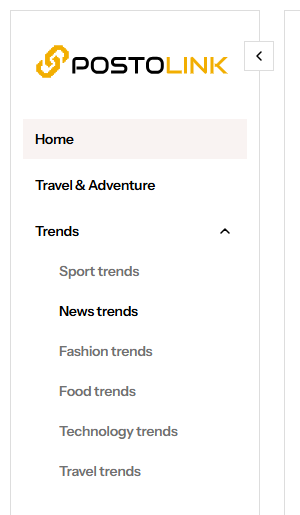 POSTOLINK
Home
Travel & Adventure
Trends
Sport trends
News trends
Fashion trends
Food trends
Technology trends
Travel trends